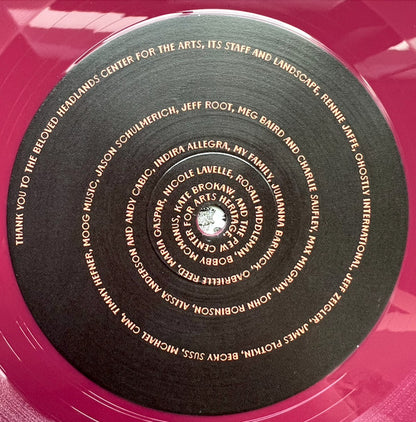 THANK YOU TO THE BELOVED HEADLANDS CENTER FOR THE ARTS, ITS STAFF AND LANDSCAPE, RENNIE JAFFE, GHOSTLY INTERNATIONAL, JEFF ZEIGLER, JAMES PLOTKIN, BECKY SUSS, MICHAEL CINA, TIMMY HEFNER, MOOG MUSIC, JASON SCHULMERICH, JEFF ROOT, MEG BAIRD AND CHARLIE SAUFLEY, MAX MILGRAM, JOHN ROBINSON, ALISSA ANDERSON AND ANDY CABIC, INDIRA ALLEGRA, MY FAMILY, JULIANNA BARWICK, GABRIELLE REED, MARIA GASPAR, NICOLE LAVELLE, ROSALI MIDDLEMAN, BOBBY MCMANUS, KATE BROKAW, AND THE PEW CENTER FOR ARTS HERITAGE